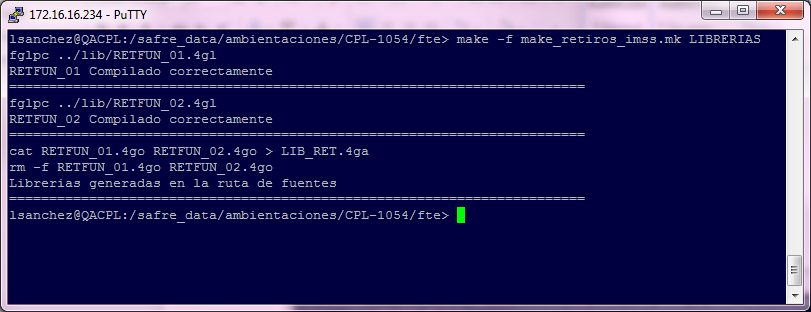 172.16.16.234 - PuTTY
lsanchez@QACPL:/safre_data/ambientaciones/CPL-1054/fte> make -f make_retiros_imss.mk LIBRERIAS
fglpc ../lib/RETFUN_01.4gl
RETFUN_01 Compilado correctamente
========================================================================
fglpc ../lib/RETFUN_02.4gl
RETFUN_02 Compilado correctamente
========================================================================
cat RETFUN_01.4go RETFUN_02.4go > LIB_RET.4ga
rm -f RETFUN_01.4go RETFUN_02.4go
Librerias generadas en la ruta de fuentes
========================================================================
lsanchez@QACPL:/safre_data/ambientaciones/CPL-1054/fte>